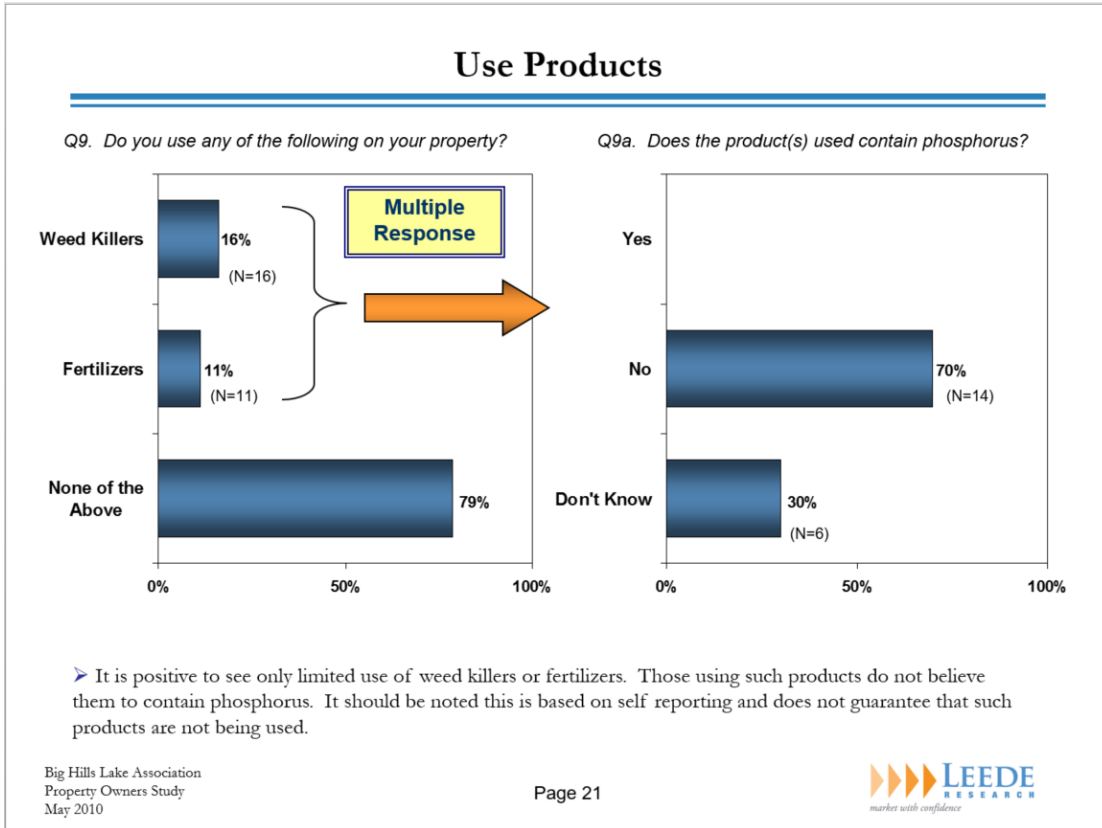 Use Products
Q9. Do you use any of the following on your property?
Multiple
Response
Weed Killers
16%
(N=16)
Fertilizers
11%
(N=11)
None of the
Above
79%
0%
50%
100%
Q9a. Does the product(s) used contain phosphorus?
Yes
No
70%
(N=14)
Don't Know
30%
(N=6)
0%
50%
100%
➢ It is positive to see only limited use of weed killers or fertilizers. Those using such products do not believe
them to contain phosphorus. It should be noted this is based on self reporting and does not guarantee that such
products are not being used.
Big Hills Lake Association
Property Owners Study
May 2010
Page 21
LEEDE
RESEARCH
market with confidence